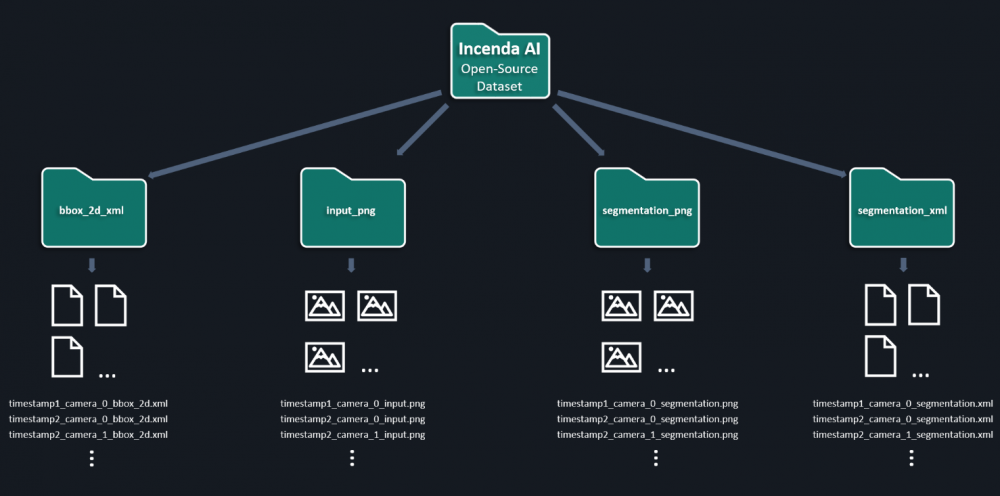 Incenda AI
Open-Source
Dataset
bbox_2d_xml
input_png
segmentation_png
segmentation_xml
...
...
...
...
timestamp1_camera_0_bbox_2d.xml
timestamp2_camera_0_bbox_2d.xml
timestamp2_camera_1_bbox_2d.xml
timestamp1_camera_0_input.png
timestamp2_camera_0_input.png
timestamp2_camera_1_input.png
timestamp1_camera_0_segmentation.png
timestamp2_camera_0_segmentation.png
timestamp2_camera_1_segmentation.png
timestamp1_camera_0_segmentation.xml
timestamp2_camera_0_segmentation.xml
timestamp2_camera_1_segmentation.xml